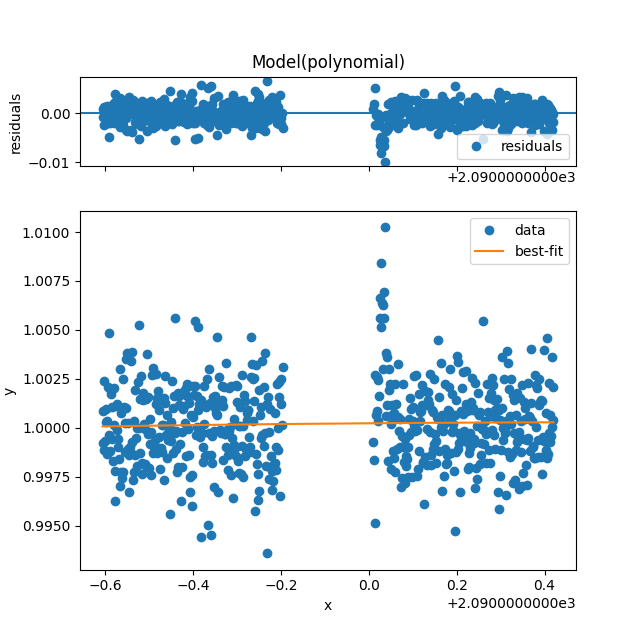 Model(polynomial)
residuals
0.00
−0.01
residuals
+2.0900000000e3
y
1.0100
1.0075
1.0050
1.0025
1.0000
0.9975
0.9950
data
best-fit
−0.6
−0.4
−0.2
0.0
0.2
0.4
x
+2.0900000000e3